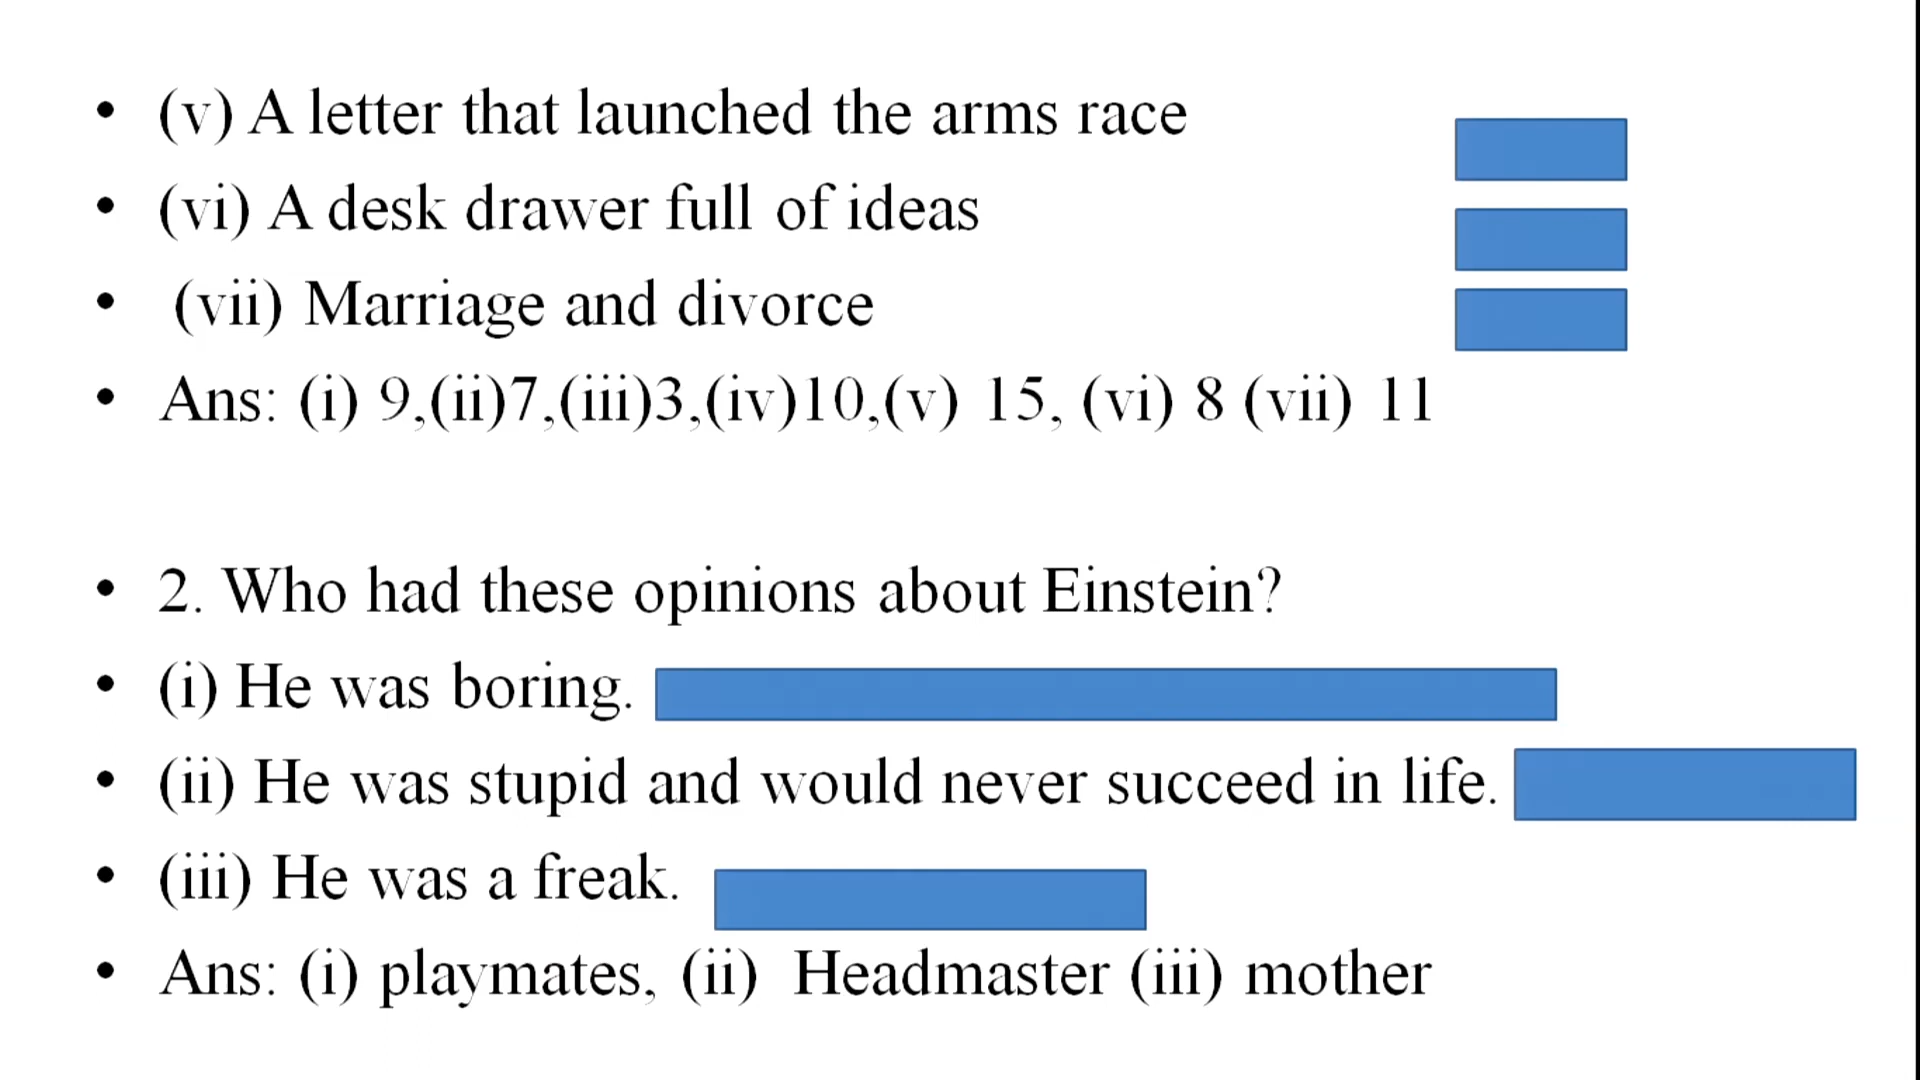 • (v) A letter that launched the arms race
• (vi) A desk drawer full of ideas
• (vii) Marriage and divorce
• Ans: (i) 9,(ii)7,(iii)3,(iv)10,(v) 15, (vi) 8 (vii) 11
• 2. Who had these opinions about Einstein?
• (i) He was boring.
• (ii) He was stupid and would never succeed in life.
• (iii) He was a freak.
• Ans: (i) playmates, (ii) Headmaster (iii) mother